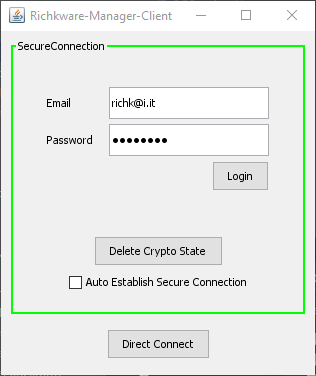 Richkware-Manager-Client
SecureConnection
Email
richk@i.it
Password
●●●●●●●●
Login
Delete Crypto State
Auto Establish Secure Connection
Direct Connect